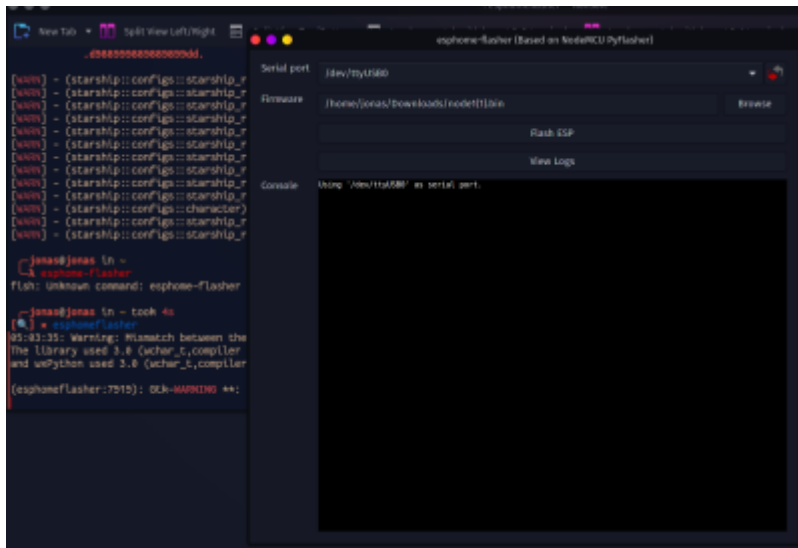 New Tab
Split View Left/Right
[WARN] - (starship::configs::starship_r
[WARN] - (starship::configs::starship_r
[WARN] - (starship::configs::starship_r
[WARN] - (starship::configs::starship_r
[WARN] - (starship::configs::starship_r
[WARN] - (starship::configs::starship_r
[WARN] - (starship::configs::starship_r
[WARN] - (starship::configs::starship_r
[WARN] - (starship::configs::starship_r
[WARN] - (starship::configs::starship_r
[WARN] - (starship::configs::character)
[WARN] - (starship::configs::starship_r
[WARN] - (starship::configs::starship_r
jonas@jonas in ~
λ esphome-flasher
fish: Unknown command: esphome-flasher
jonas@jonas in ~ took 4s
esphomeflasher
05:03:35: Warning: Mismatch between the
The library used 3.0 (wchar_t,compiler
and wxPython used 3.0 (wchar_t,compiler
(esphomeflasher:7919): Gtk-WARNING **:
esphome-flasher (Based on NodeMCU PyFlasher)
Serial port
/dev/ttyUSB0
Firmware
Browse
Flash ESP
View Logs
Console
Using '/dev/ttyUSB0' as serial port.